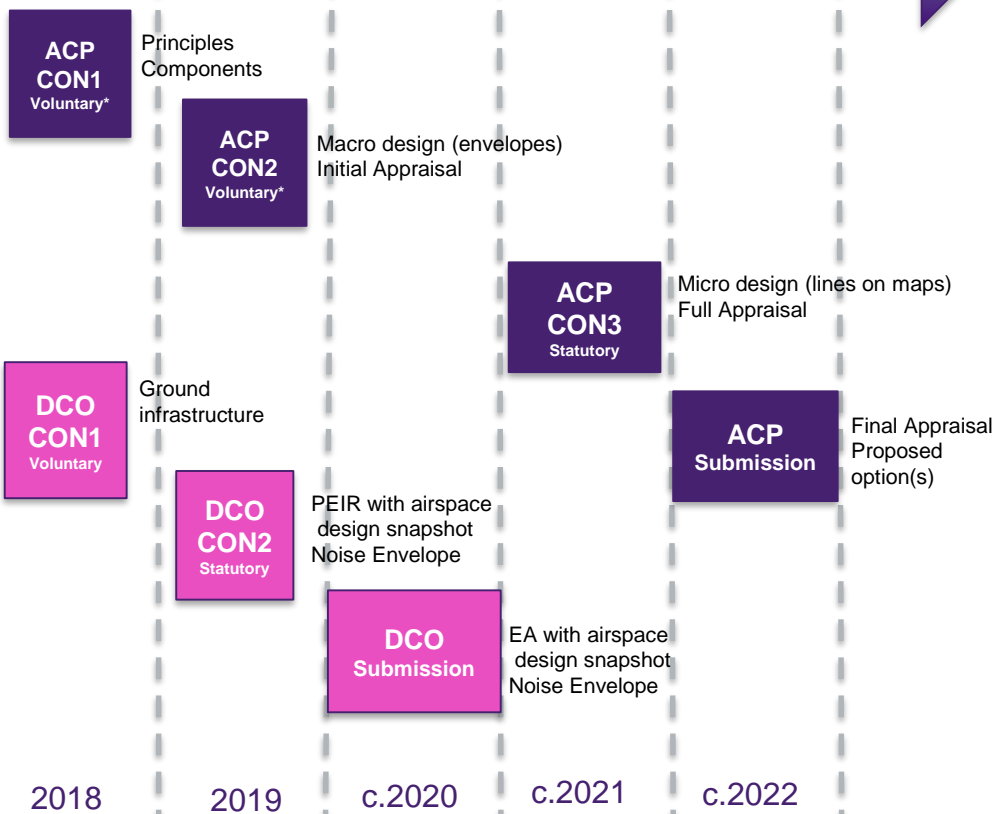 ACP
CON1
Voluntary*
Principles
Components
ACP
CON2
Voluntary*
Macro design (envelopes)
Initial Appraisal
ACP
CON3
Statutory
Micro design (lines on maps)
Full Appraisal
DCO
CON1
Voluntary
Ground
infrastructure
ACP
Submission
Final Appraisal
Proposed
option(s)
DCO
CON2
Statutory
PEIR with airspace
design snapshot
Noise Envelope
DCO
Submission
EA with airspace
design snapshot
Noise Envelope
2018
2019
c.2020
c.2021
c.2022